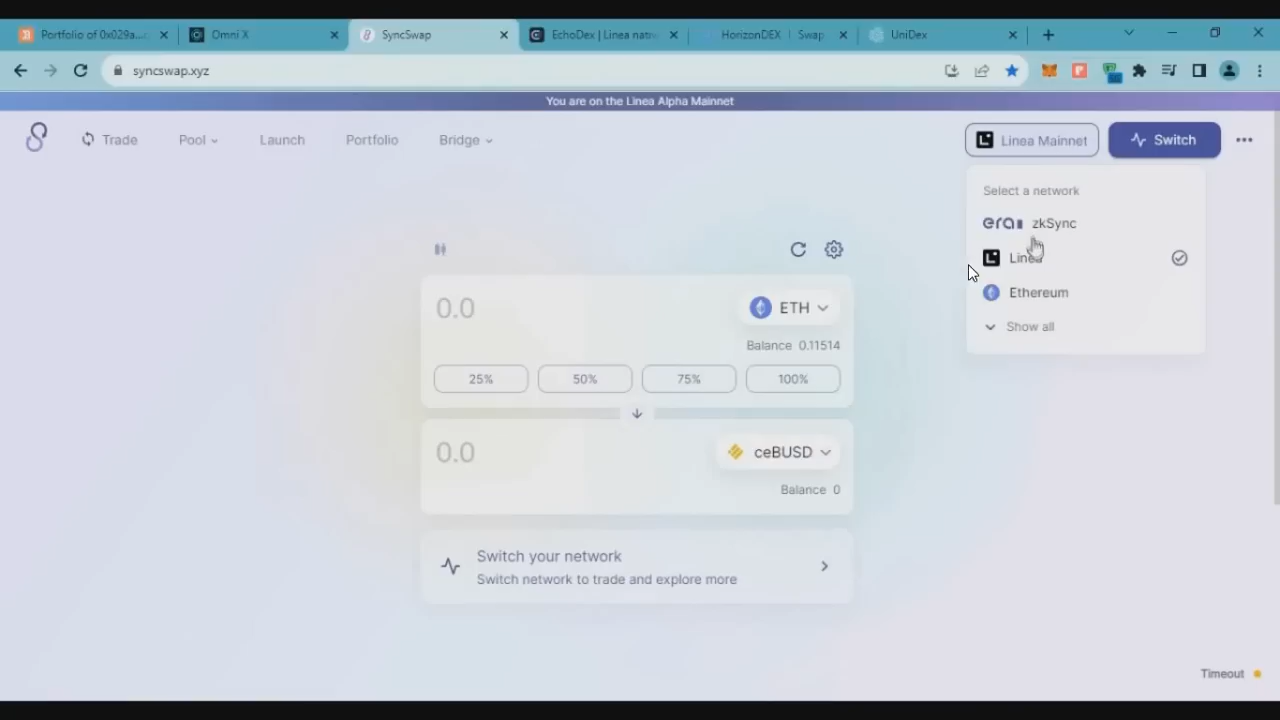 Portfolio of 0x029a...
Omni X
SyncSwap
EchoDex | Linea nativ
HorizonDEX | Swap
UniDex
syncswap.xyz
You are on the Linea Alpha Mainnet
Trade
Pool
Launch
Portfolio
Bridge
Linea Mainnet
Switch
Select a network
era zkSync
Linea
Ethereum
Show all
0.0
ETH
Balance 0.11514
25%
50%
75%
100%
0.0
ceBUSD
Balance 0
Switch your network
Switch network to trade and explore more
Timeout